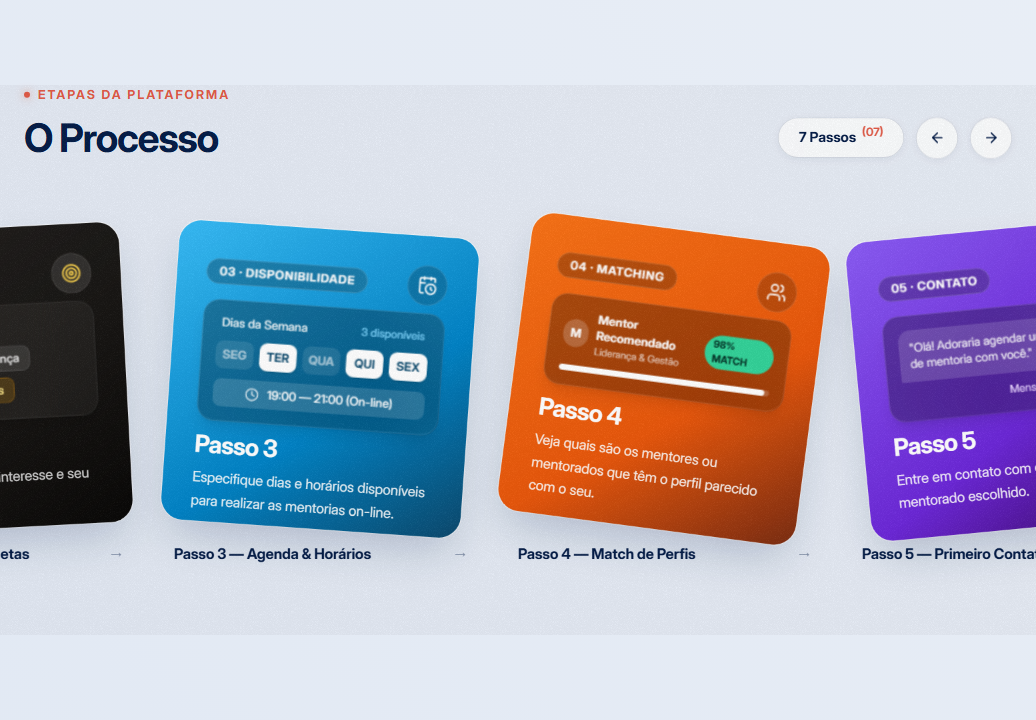 ETAPAS DA PLATAFORMA
O Processo
7 Passos (07)
nça
s
interesse e seu
etas →
03 · DISPONIBILIDADE
Dias da Semana 3 disponíveis
SEG TER QUA QUI SEX
19:00 — 21:00 (On-line)
Passo 3
Especifique dias e horários disponíveis
para realizar as mentorias on-line.
Passo 3 — Agenda & Horários →
04 · MATCHING
M
Mentor
Recomendado
Liderança & Gestão
98%
MATCH
Passo 4
Veja quais são os mentores ou
mentorados que têm o perfil parecido
com o seu.
Passo 4 — Match de Perfis →
05 · CONTATO
"Olá! Adoraria agendar u
de mentoria com você."
Mens
Passo 5
Entre em contato com
mentorado escolhido.
Passo 5 — Primeiro Conta